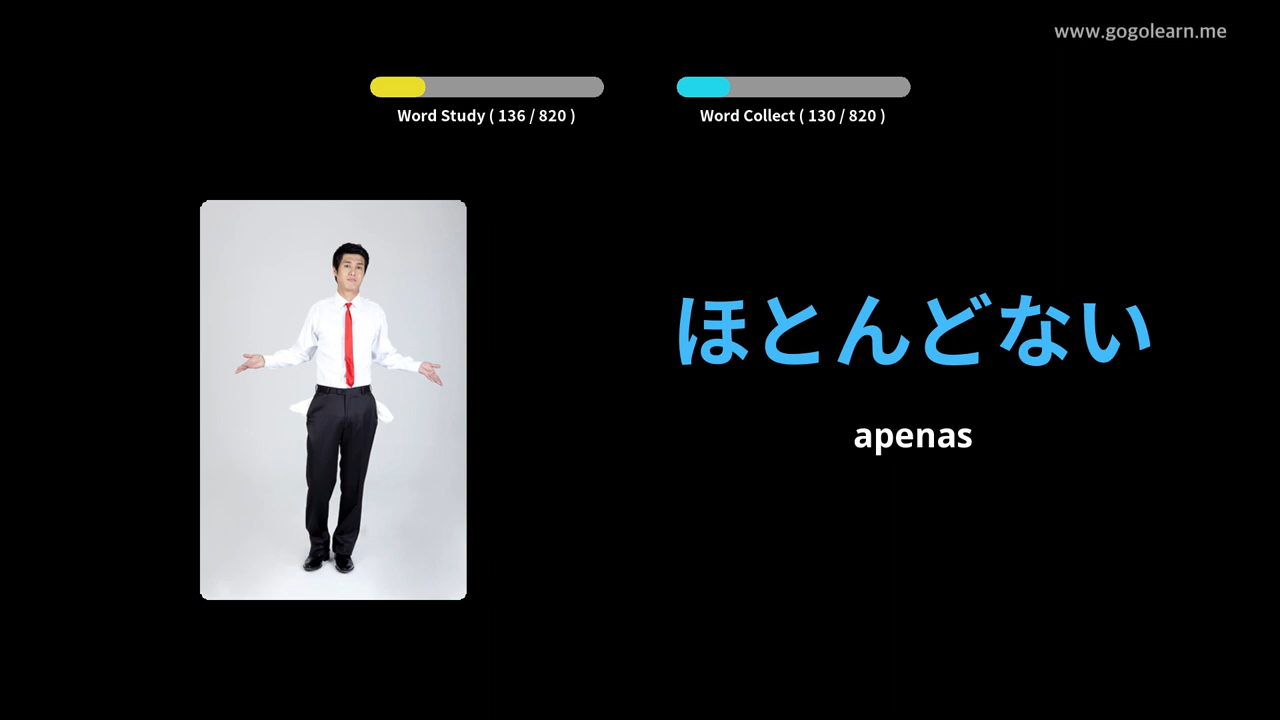 www.gogolearn.me
Word Study ( 136 / 820 )
Word Collect ( 130 / 820 )
ほとんどない
apenas